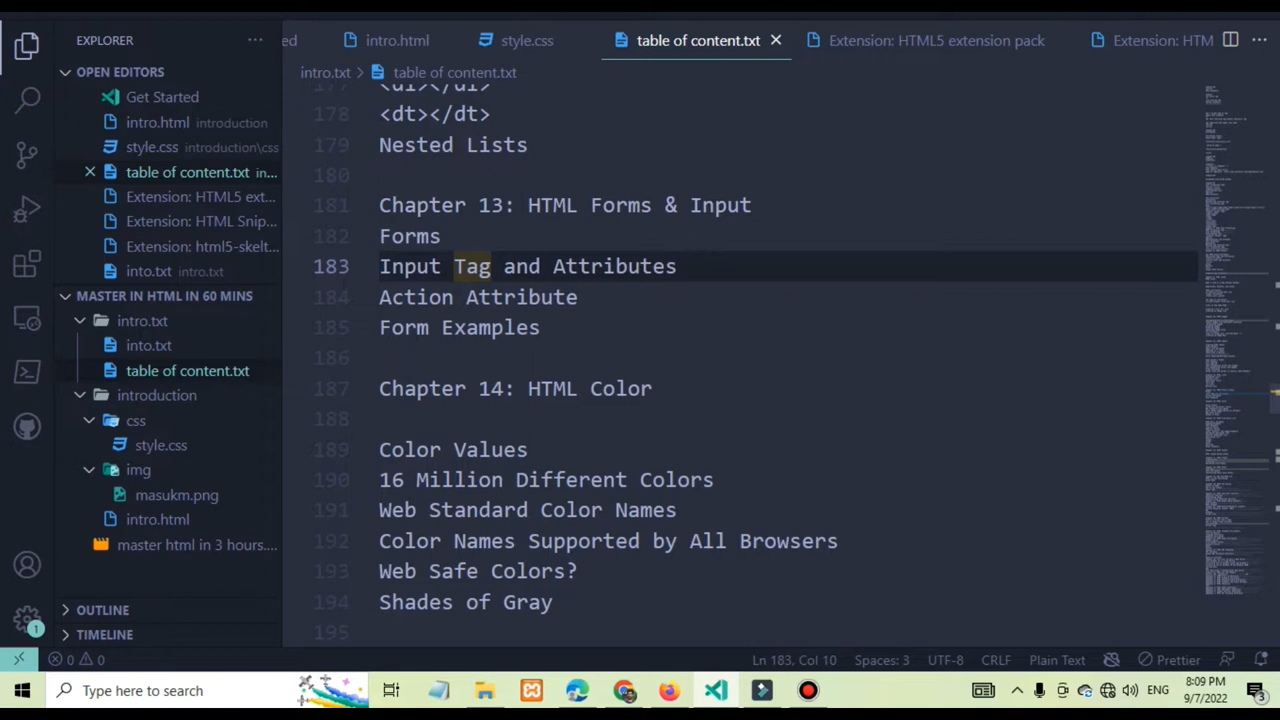 EXPLORER
OPEN EDITORS
Get Started
intro.html introduction
style.css introduction\css
table of content.txt in...
Extension: HTML5 ext...
Extension: HTML Snip...
Extension: html5-skelt...
into.txt intro.txt
MASTER IN HTML IN 60 MINS
intro.txt
into.txt
table of content.txt
introduction
css
style.css
img
masukm.png
intro.html
master html in 3 hours....
OUTLINE
TIMELINE
ed
intro.html
style.css
table of content.txt
Extension: HTML5 extension pack
Extension: HTM
intro.txt > table of content.txt
178 <dt></dt>
179 Nested Lists
180
181 Chapter 13: HTML Forms & Input
182 Forms
183 Input Tag and Attributes
184 Action Attribute
185 Form Examples
186
187 Chapter 14: HTML Color
188
189 Color Values
190 16 Million Different Colors
191 Web Standard Color Names
192 Color Names Supported by All Browsers
193 Web Safe Colors?
194 Shades of Gray
195
1
0 0
Ln 183, Col 10
Spaces: 3
UTF-8
CRLF
Plain Text
Prettier
Type here to search
ENG
8:09 PM
9/7/2022
3